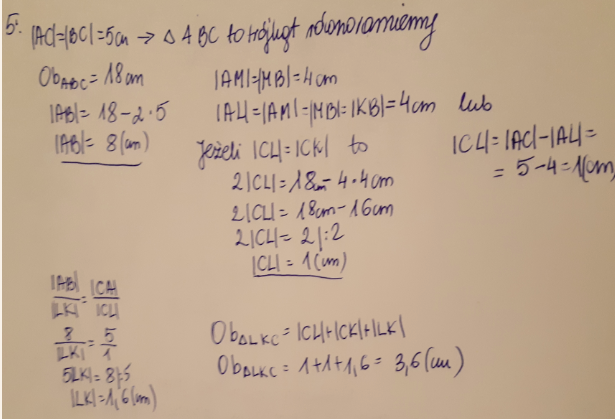 5. |AC|=|BC|=5cm → △ ABC to trójkąt równoramienny
Ob_ABC = 18cm
|AB| = 18-2·5
|AB| = 8(cm)
|AM|=|MB|=4cm
|AL|=|AM|=|MB|=|KB|=4cm lub
Jeżeli |CL|=|CK| to
2|CL| = 18cm - 4·4cm
2|CL| = 18cm - 16cm
2|CL| = 2 |:2
|CL| = 1(cm)
|CL| = |AC|-|AL| =
= 5-4 = 1(cm)
|AB|/|LK| = |CA|/|CL|
8/|LK| = 5/1
5|LK| = 8|:5
|LK| = 1,6(cm)
Ob_ΔLKC = |CL|+|CK|+|LK|
Ob_ΔLKC = 1+1+1,6 = 3,6(cm)